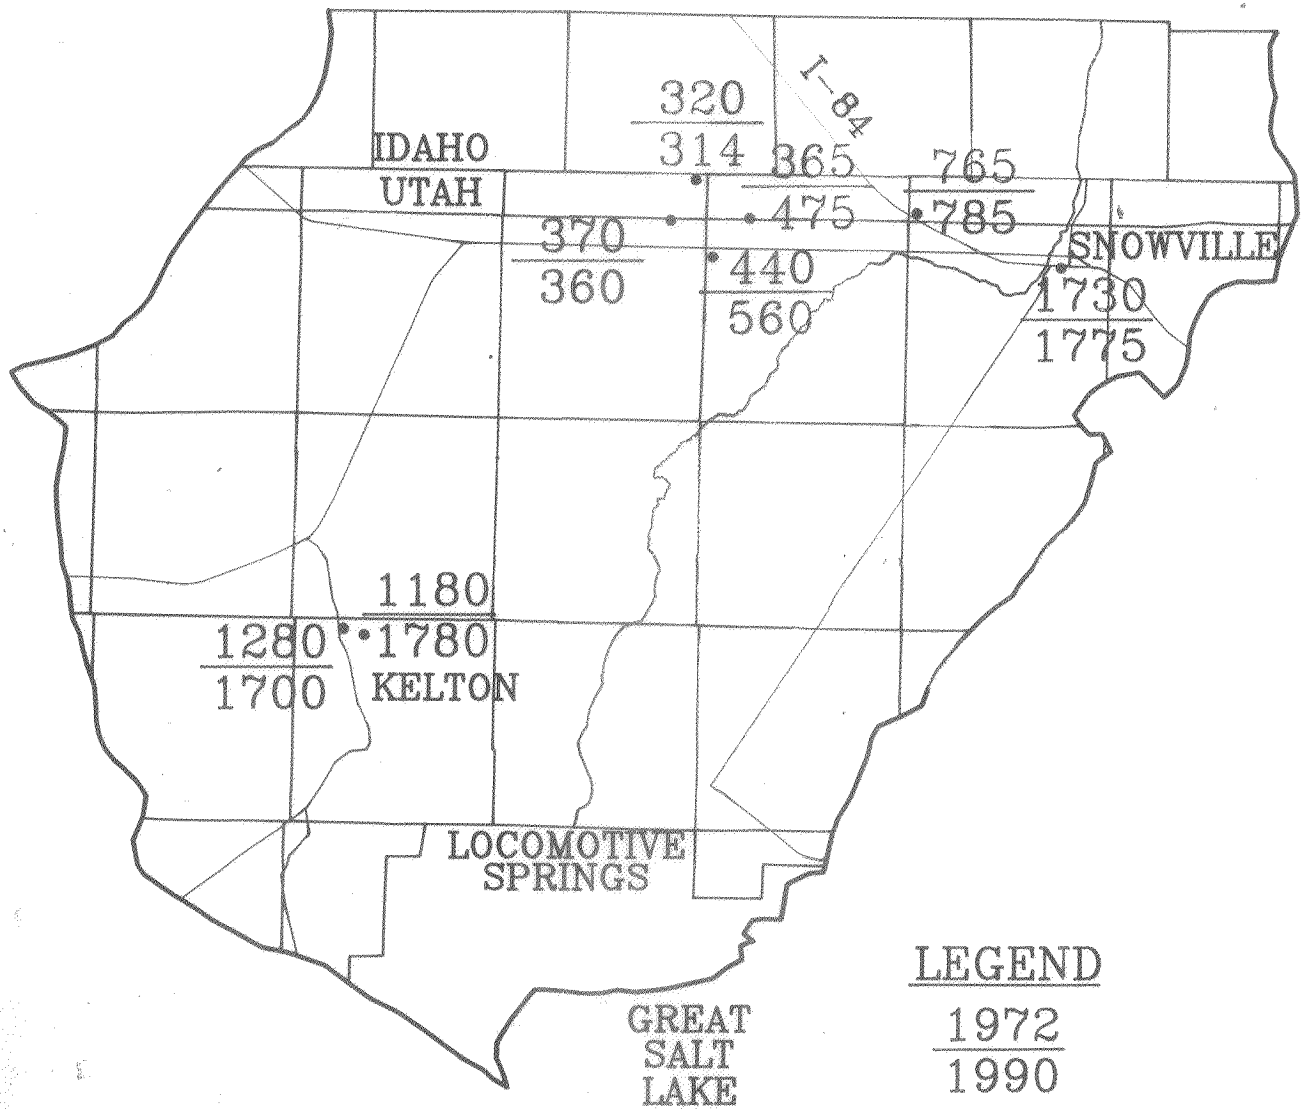 I-84
320
314
IDAHO
UTAH
365
475
765
785
370
360
440
560
SNOWVILLE
1730
1775
1180
1780
1280
1700
KELTON
LOCOMOTIVE
SPRINGS
GREAT
SALT
LAKE
LEGEND
1972
1990